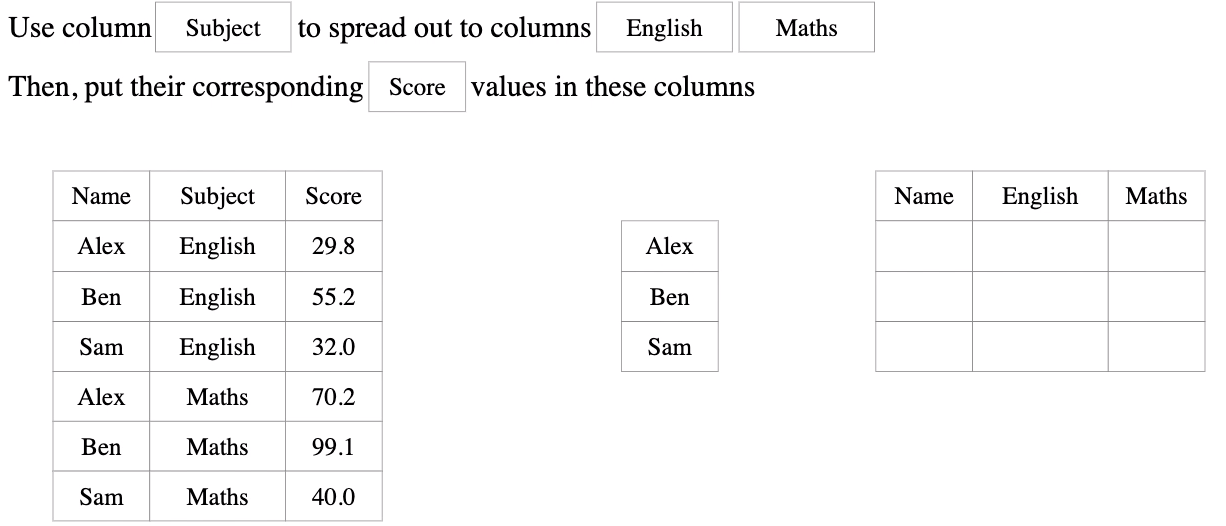 Use column Subject to spread out to columns English Maths
Then, put their corresponding Score values in these columns
Name Subject Score
Alex English 29.8
Ben English 55.2
Sam English 32.0
Alex Maths 70.2
Ben Maths 99.1
Sam Maths 40.0
Alex
Ben
Sam
Name English Maths